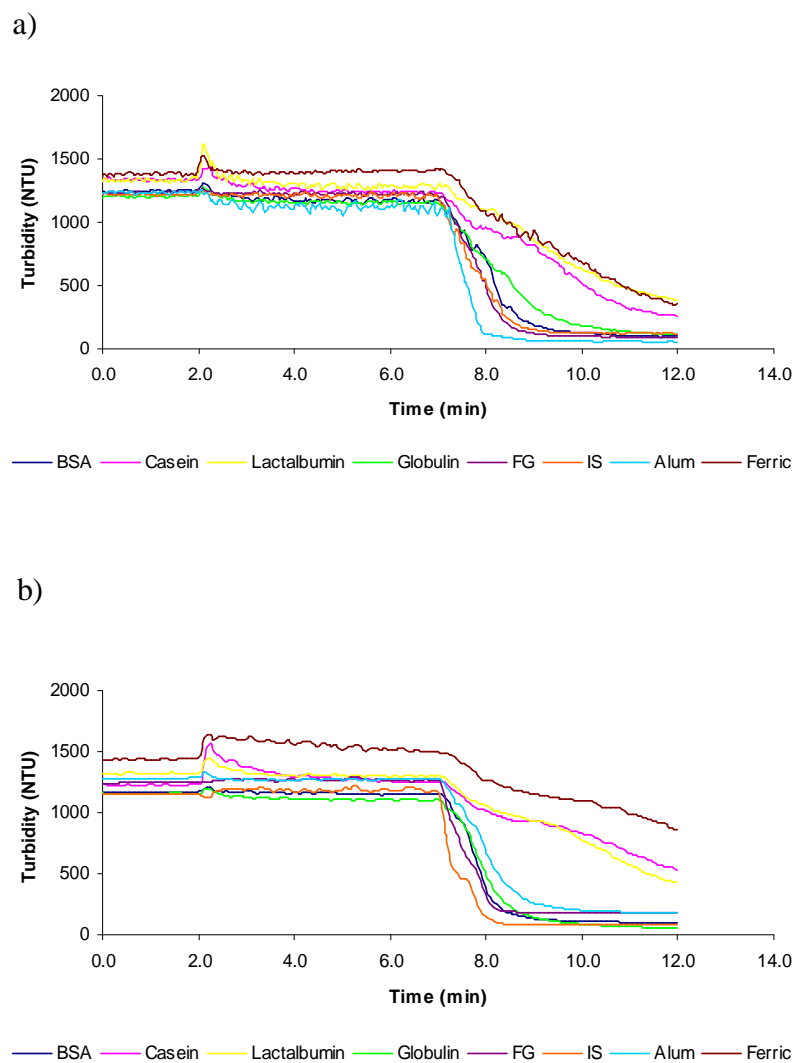 a)
2000
1500
1000
500
0
Turbidity (NTU)
0.0 2.0 4.0 6.0 8.0 10.0 12.0 14.0
Time (min)
BSA Casein Lactalbumin Globulin FG IS Alum Ferric
b)
2000
1500
1000
500
0
Turbidity (NTU)
0.0 2.0 4.0 6.0 8.0 10.0 12.0 14.0
Time (min)
BSA Casein Lactalbumin Globulin FG IS Alum Ferric